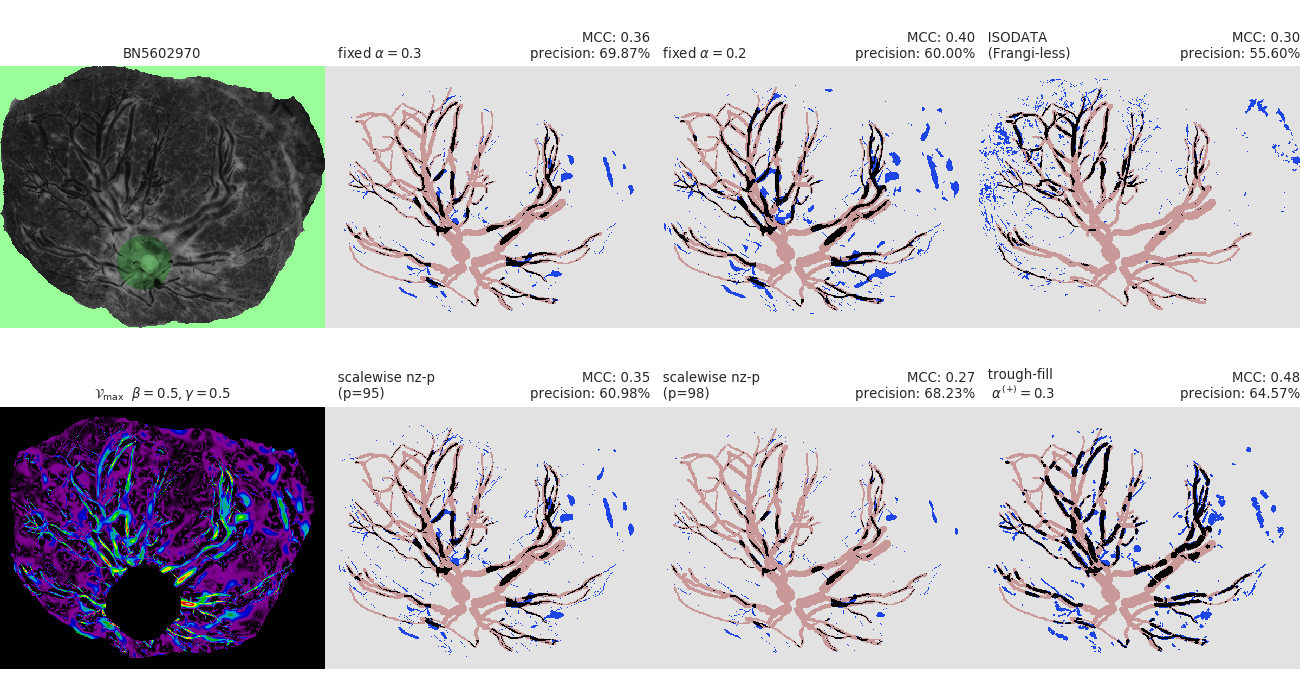 BN5602970
fixed α = 0.3
MCC: 0.36
precision: 69.87%
fixed α = 0.2
MCC: 0.40
precision: 60.00%
ISODATA
(Frangi-less)
MCC: 0.30
precision: 55.60%
𝒱max β = 0.5, γ = 0.5
scalewise nz-p
(p=95)
MCC: 0.35
precision: 60.98%
scalewise nz-p
(p=98)
MCC: 0.27
precision: 68.23%
trough-fill
α(+) = 0.3
MCC: 0.48
precision: 64.57%